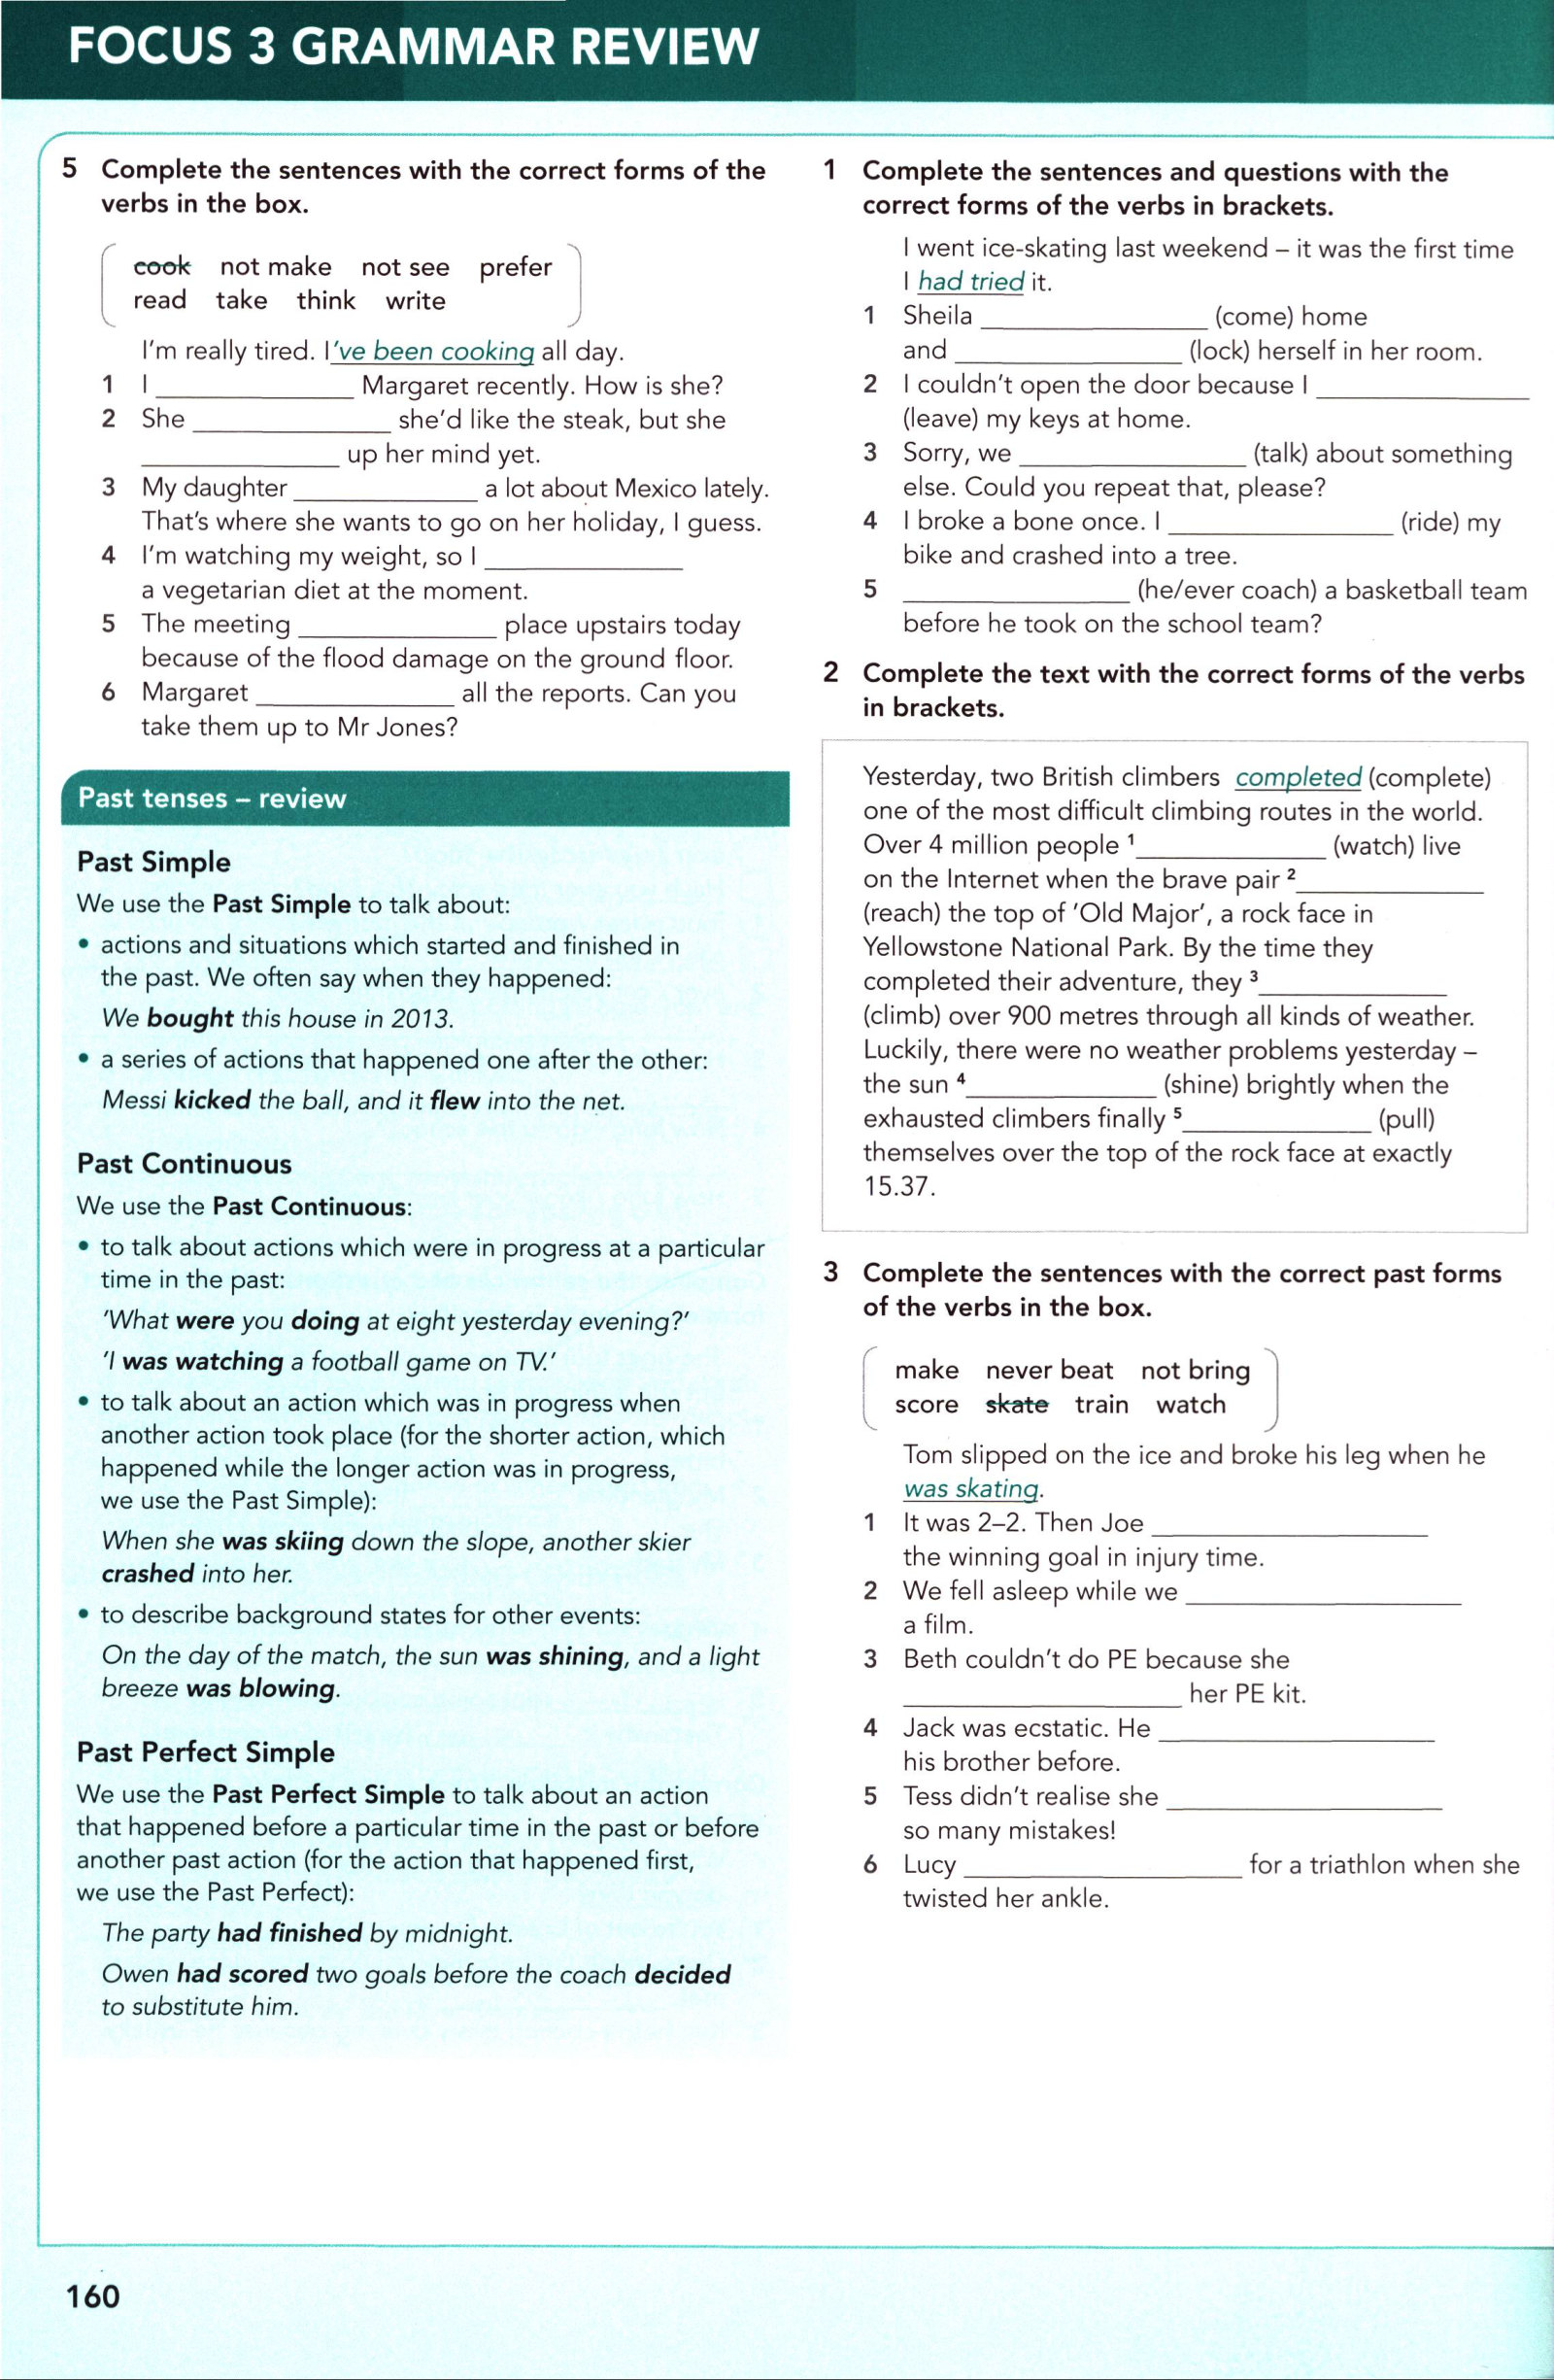 FOCUS 3 GRAMMAR REVIEW
5 Complete the sentences with the correct forms of the
verbs in the box.
cook not make not see prefer
read take think write
I'm really tired. I've been cooking all day.
1 I ______ Margaret recently. How is she?
2 She ______ she'd like the steak, but she
______ up her mind yet.
3 My daughter ______ a lot about Mexico lately.
That's where she wants to go on her holiday, I guess.
4 I'm watching my weight, so I ______
a vegetarian diet at the moment.
5 The meeting ______ place upstairs today
because of the flood damage on the ground floor.
6 Margaret ______ all the reports. Can you
take them up to Mr Jones?
Past tenses – review
Past Simple
We use the Past Simple to talk about:
• actions and situations which started and finished in
the past. We often say when they happened:
We bought this house in 2013.
• a series of actions that happened one after the other:
Messi kicked the ball, and it flew into the net.
Past Continuous
We use the Past Continuous:
• to talk about actions which were in progress at a particular
time in the past:
'What were you doing at eight yesterday evening?'
'I was watching a football game on TV.'
• to talk about an action which was in progress when
another action took place (for the shorter action, which
happened while the longer action was in progress,
we use the Past Simple):
When she was skiing down the slope, another skier
crashed into her.
• to describe background states for other events:
On the day of the match, the sun was shining, and a light
breeze was blowing.
Past Perfect Simple
We use the Past Perfect Simple to talk about an action
that happened before a particular time in the past or before
another past action (for the action that happened first,
we use the Past Perfect):
The party had finished by midnight.
Owen had scored two goals before the coach decided
to substitute him.
1 Complete the sentences and questions with the
correct forms of the verbs in brackets.
I went ice-skating last weekend – it was the first time
I had tried it.
1 Sheila ______ (come) home
and ______ (lock) herself in her room.
2 I couldn't open the door because I ______
(leave) my keys at home.
3 Sorry, we ______ (talk) about something
else. Could you repeat that, please?
4 I broke a bone once. I ______ (ride) my
bike and crashed into a tree.
5 ______ (he/ever coach) a basketball team
before he took on the school team?
2 Complete the text with the correct forms of the verbs
in brackets.
Yesterday, two British climbers completed (complete)
one of the most difficult climbing routes in the world.
Over 4 million people ¹______ (watch) live
on the Internet when the brave pair ²______
(reach) the top of 'Old Major', a rock face in
Yellowstone National Park. By the time they
completed their adventure, they ³______
(climb) over 900 metres through all kinds of weather.
Luckily, there were no weather problems yesterday –
the sun ⁴______ (shine) brightly when the
exhausted climbers finally ⁵______ (pull)
themselves over the top of the rock face at exactly
15.37.
3 Complete the sentences with the correct past forms
of the verbs in the box.
make never beat not bring
score skate train watch
Tom slipped on the ice and broke his leg when he
was skating.
1 It was 2–2. Then Joe ______
the winning goal in injury time.
2 We fell asleep while we ______
a film.
3 Beth couldn't do PE because she
______ her PE kit.
4 Jack was ecstatic. He ______
his brother before.
5 Tess didn't realise she ______
so many mistakes!
6 Lucy ______ for a triathlon when she
twisted her ankle.
160